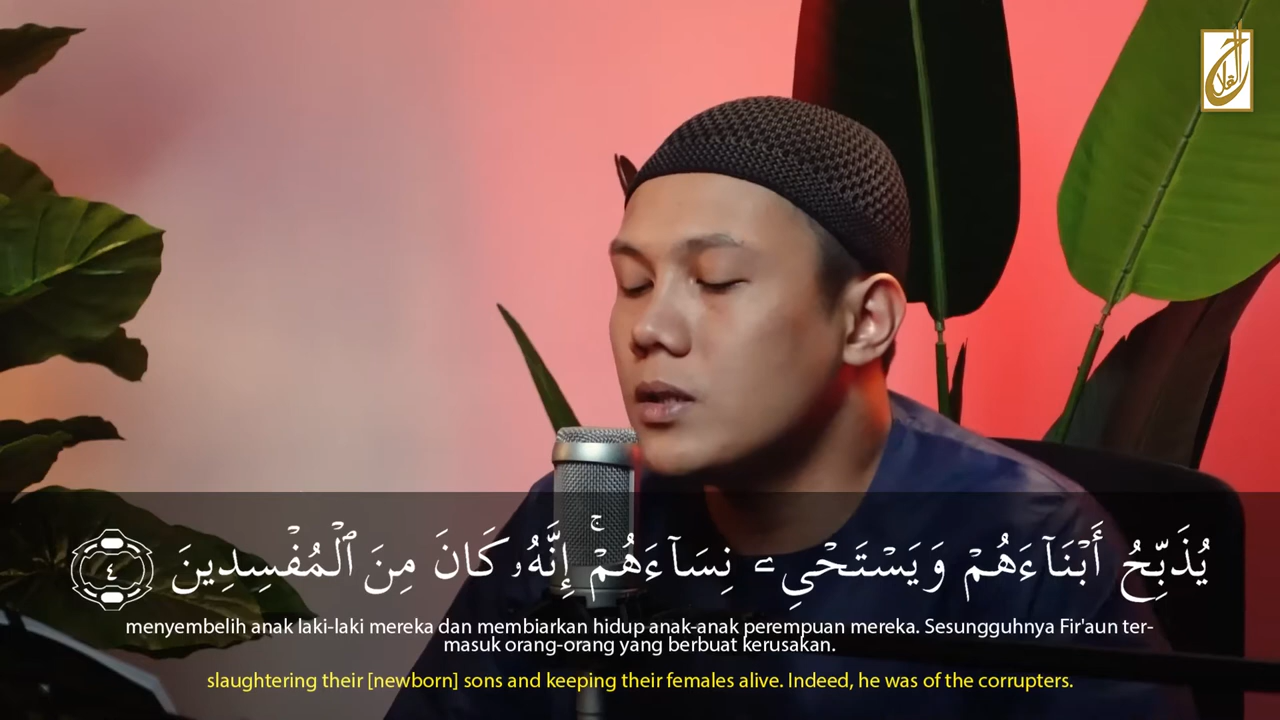 العلاج
يُذَبِّحُ أَبْنَآءَهُمْ وَيَسْتَحْىِۦ نِسَآءَهُمْ ۚ إِنَّهُۥ كَانَ مِنَ ٱلْمُفْسِدِينَ ٤
menyembelih anak laki-laki mereka dan membiarkan hidup anak-anak perempuan mereka. Sesungguhnya Fir'aun ter-
masuk orang-orang yang berbuat kerusakan.
slaughtering their [newborn] sons and keeping their females alive. Indeed, he was of the corrupters.